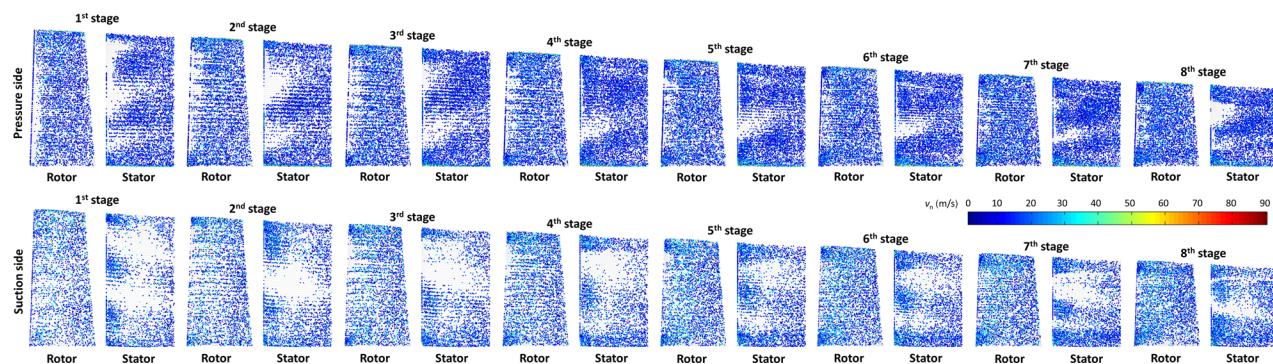 1st stage
2nd stage
3rd stage
4th stage
5th stage
6th stage
7th stage
8th stage
Pressure side
Rotor Stator Rotor Stator Rotor Stator Rotor Stator Rotor Stator Rotor Stator Rotor Stator Rotor Stator
1st stage
2nd stage
3rd stage
4th stage
5th stage
6th stage
7th stage
8th stage
vn (m/s) 0 10 20 30 40 50 60 70 80 90
Suction side
Rotor Stator Rotor Stator Rotor Stator Rotor Stator Rotor Stator Rotor Stator Rotor Stator Rotor Stator